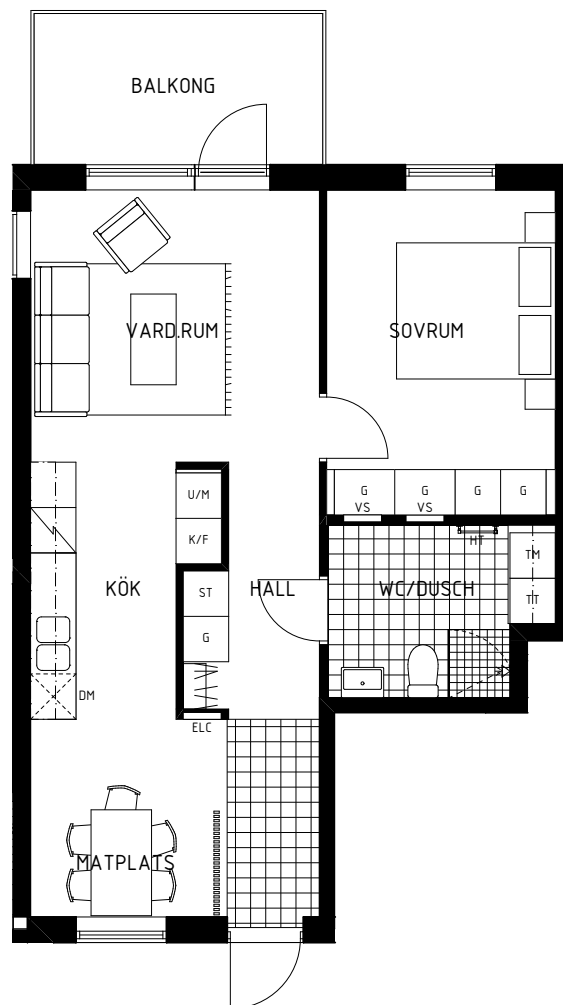 BALKONG
VARD.RUM
SOVRUM
U/M
G
G
G
G
VS
VS
K/F
HT
TM
KÖK
ST
HALL
WC/DUSCH
TT
G
DM
ELC
MATPLATS